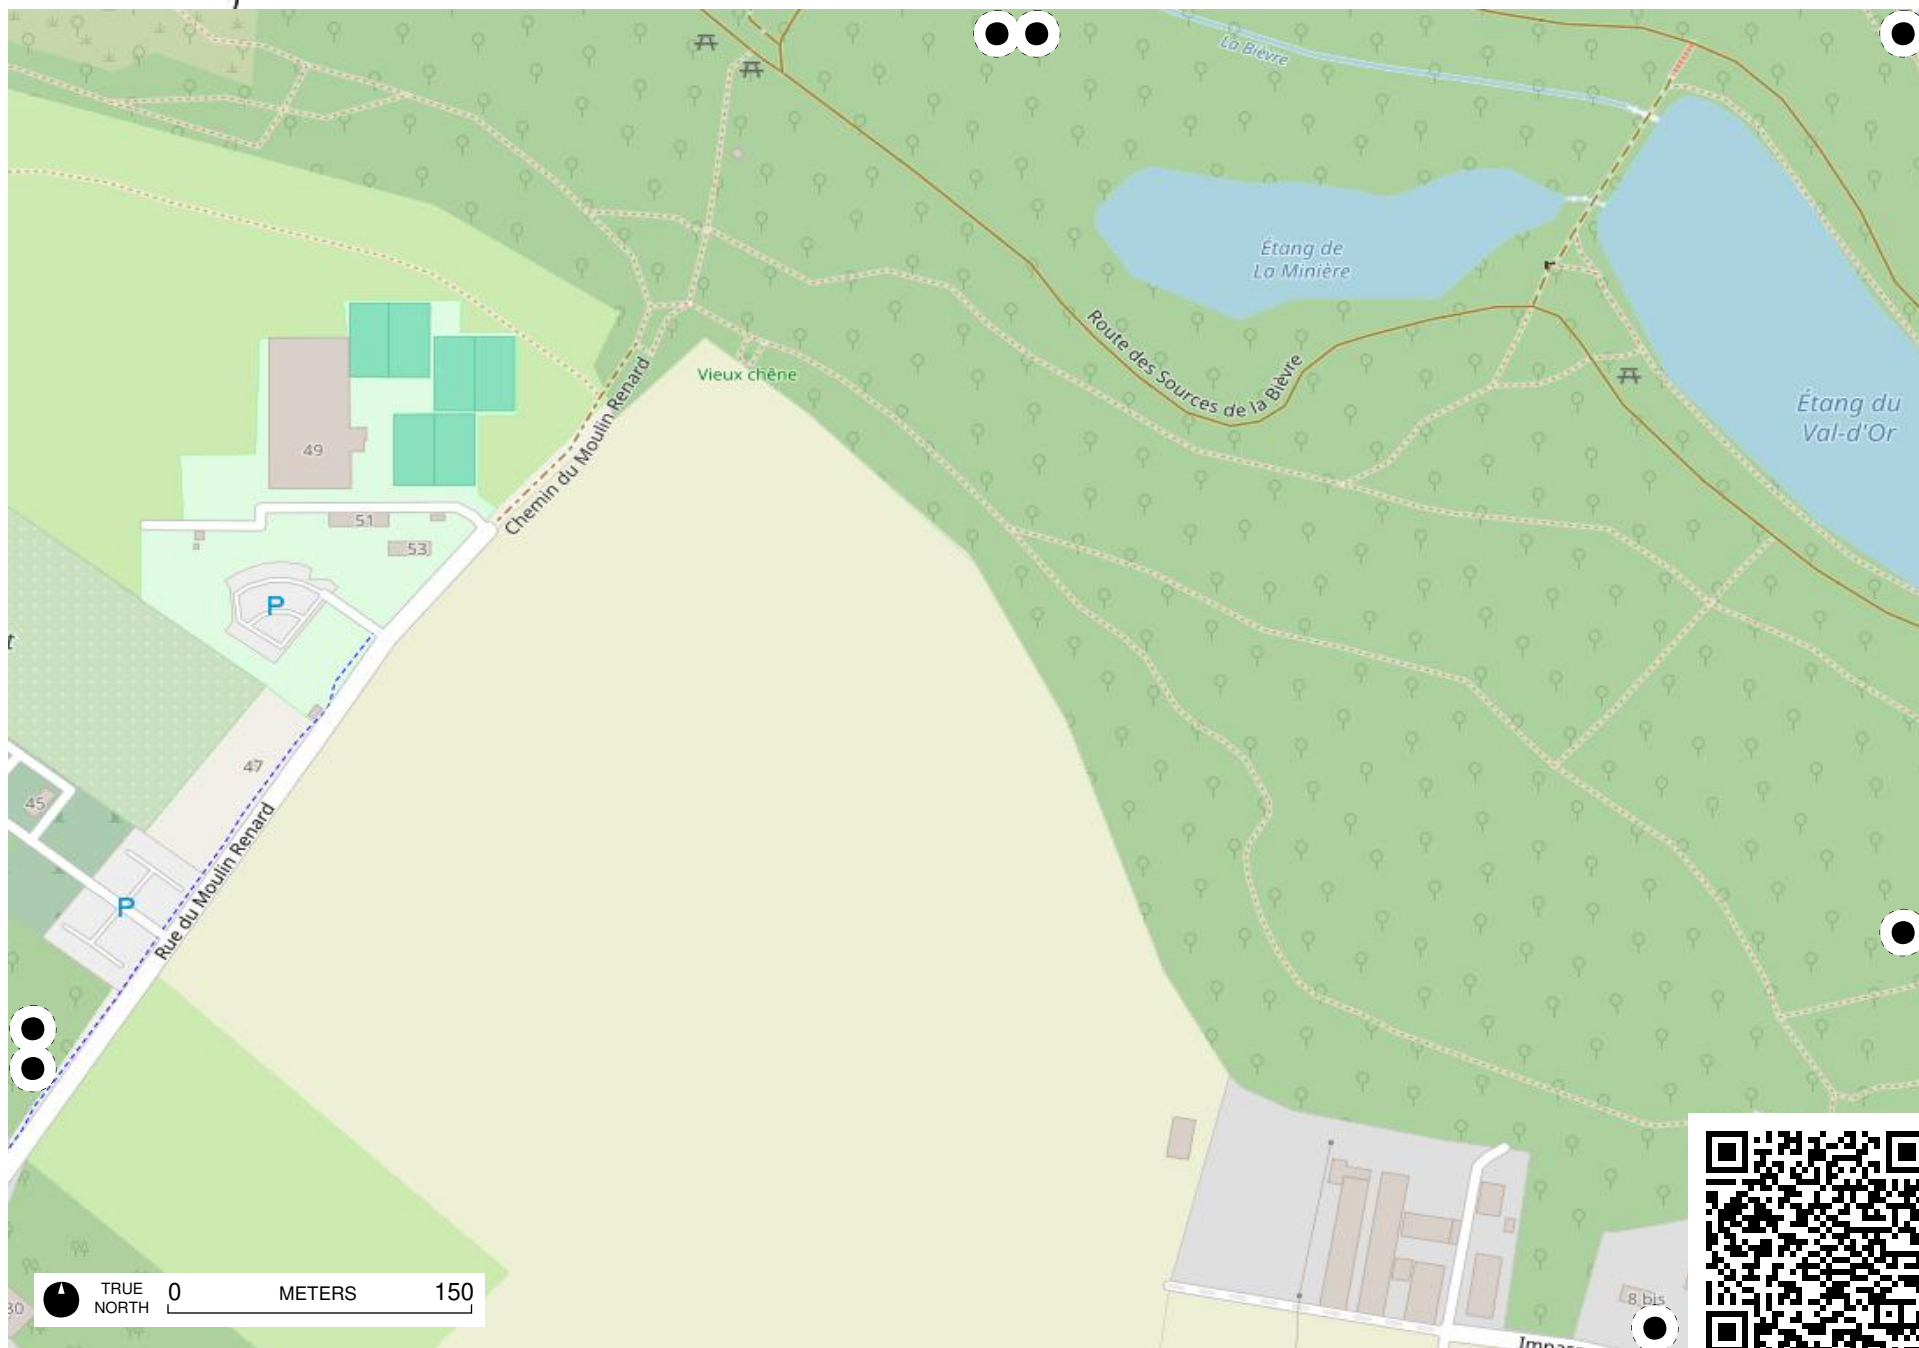 La Bièvre
Étang de
La Minière
Route des Sources de la Bièvre
Vieux chêne
Chemin du Moulin Renard
Étang du
Val-d'Or
49
51
53
P
47
45
P
Rue du Moulin Renard
TRUE
NORTH
0
METERS
150
8 bis